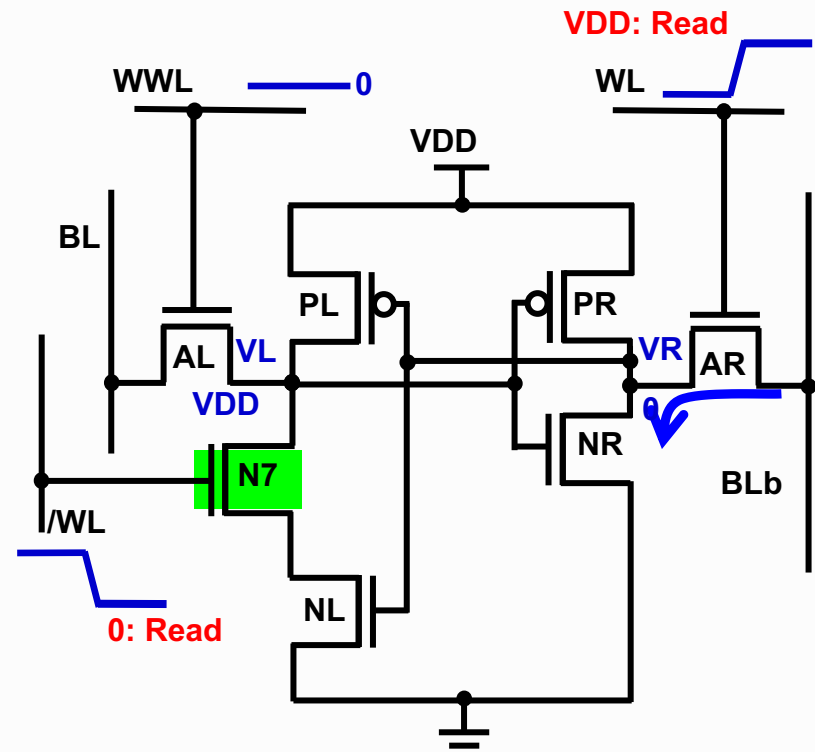 VDD: Read
WWL
0
WL
VDD
BL
PL
PR
AL
VL
VR
AR
VDD
0
N7
NR
BLb
/WL
NL
0: Read